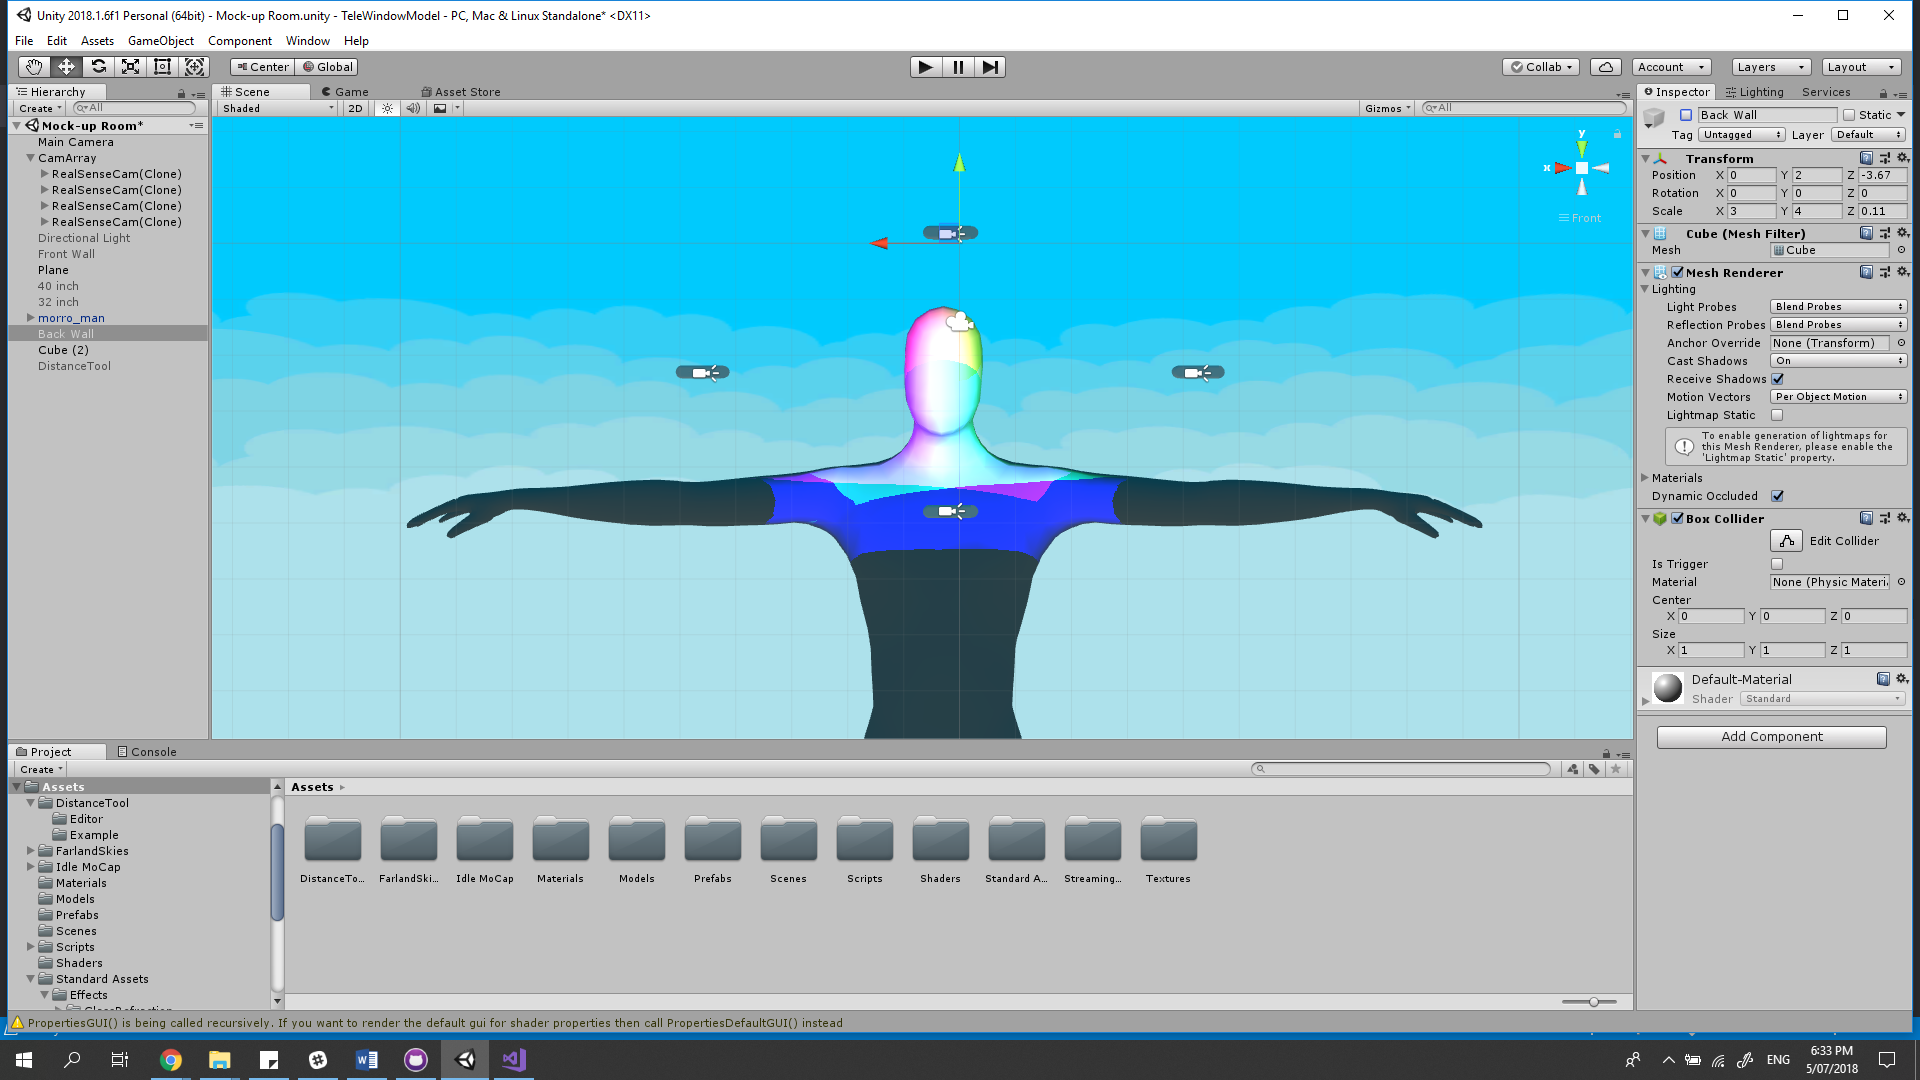 Unity 2018.1.6f1 Personal (64bit) - Mock-up Room.unity - TeleWindowModel - PC, Mac & Linux Standalone* <DX11>
File Edit Assets GameObject Component Window Help
Center Global Collab Account Layers Layout
Hierarchy
Create All
Mock-up Room*
Main Camera
CamArray
RealSenseCam(Clone)
RealSenseCam(Clone)
RealSenseCam(Clone)
RealSenseCam(Clone)
Directional Light
Front Wall
Plane
40 inch
32 inch
morro_man
Back Wall
Cube (2)
DistanceTool
Scene Game Asset Store
Shaded 2D Gizmos All
y
x
Front
Inspector Lighting Services
Back Wall Static
Tag Untagged Layer Default
Transform
Position X 0 Y 2 Z -3.67
Rotation X 0 Y 0 Z 0
Scale X 3 Y 4 Z 0.11
Cube (Mesh Filter)
Mesh Cube
Mesh Renderer
Lighting
Light Probes Blend Probes
Reflection Probes Blend Probes
Anchor Override None (Transform)
Cast Shadows On
Receive Shadows
Motion Vectors Per Object Motion
Lightmap Static
To enable generation of lightmaps for
this Mesh Renderer, please enable the
'Lightmap Static' property.
Materials
Dynamic Occluded
Box Collider
Edit Collider
Is Trigger
Material None (Physic Materi
Center
X 0 Y 0 Z 0
Size
X 1 Y 1 Z 1
Default-Material
Shader Standard
Add Component
Project Console
Create
Assets
DistanceTool
Editor
Example
FarlandSkies
Idle MoCap
Materials
Models
Prefabs
Scenes
Scripts
Shaders
Standard Assets
Effects
Assets
DistanceTo... FarlandSki... Idle MoCap Materials Models Prefabs Scenes Scripts Shaders Standard A... Streaming... Textures
PropertiesGUI() is being called recursively. If you want to render the default gui for shader properties then call PropertiesDefaultGUI() instead
ENG
6:33 PM
5/07/2018